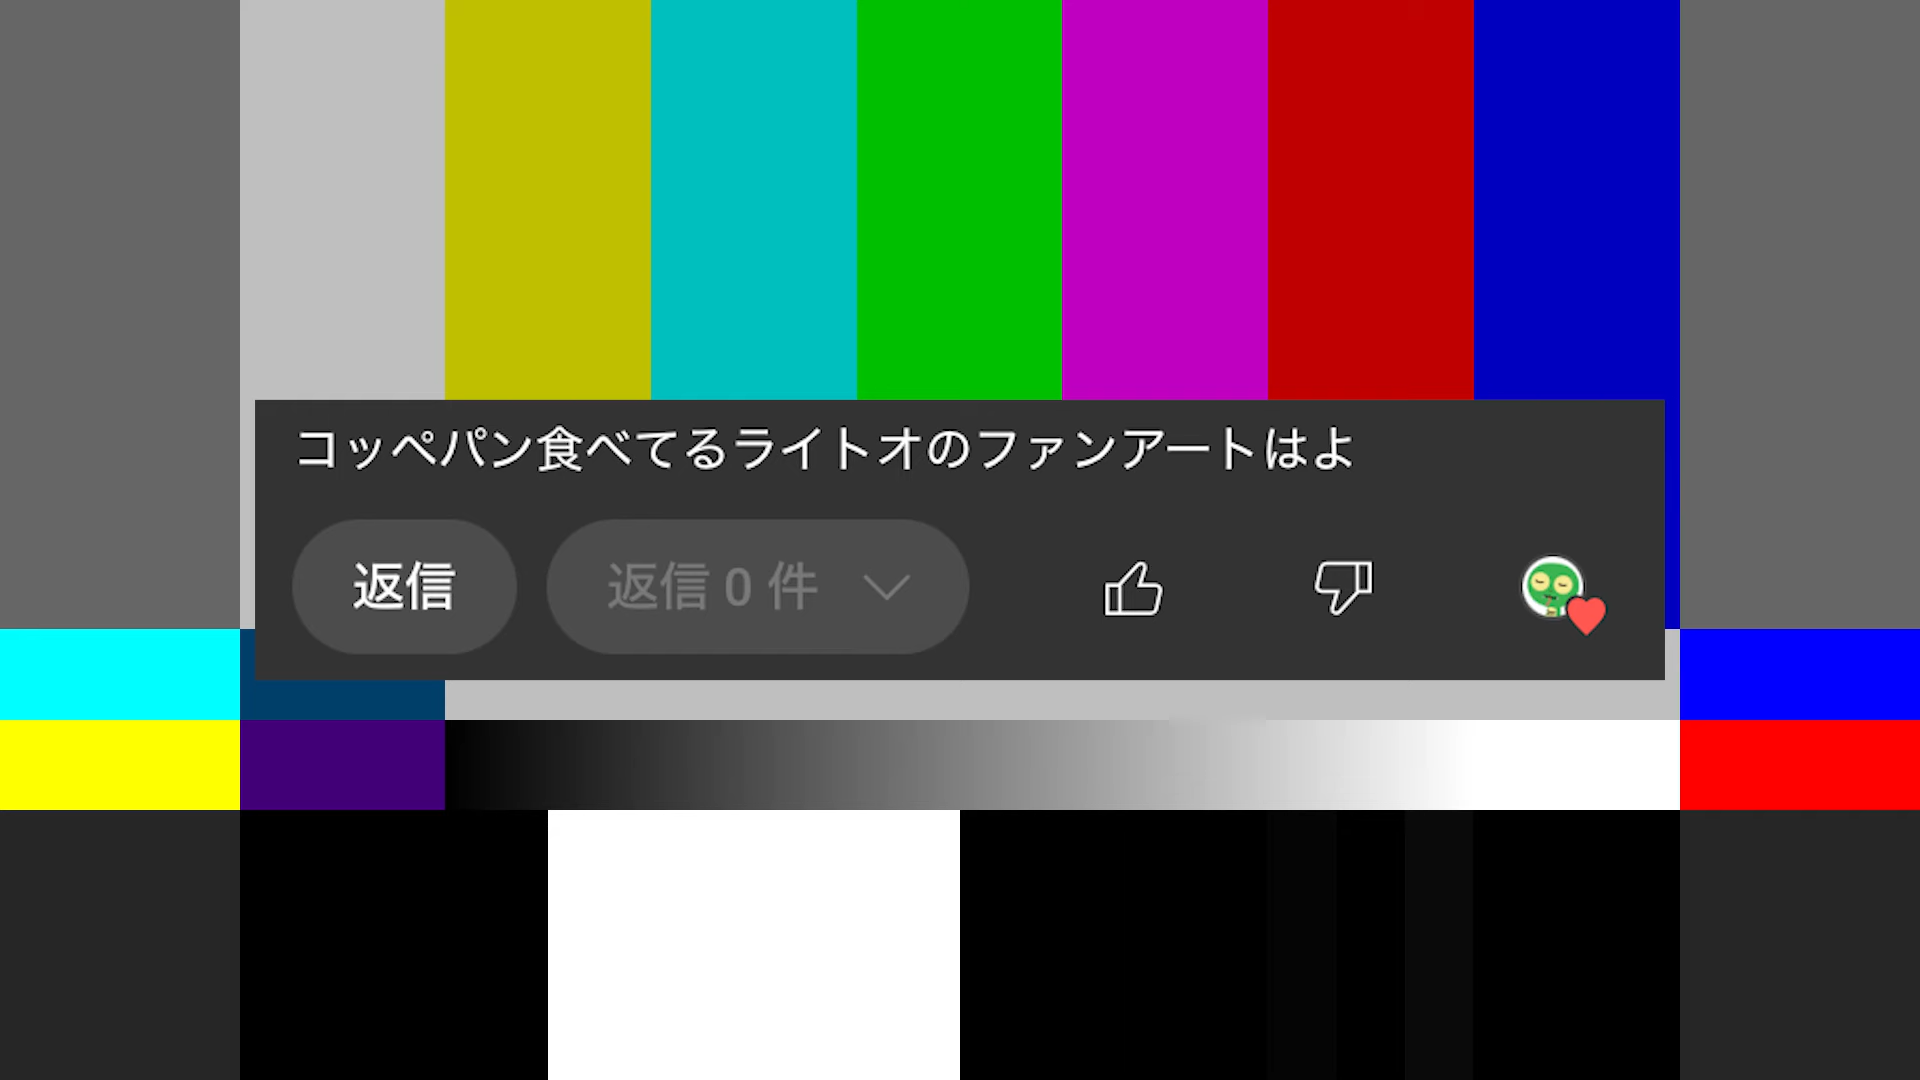 コッペパン食べてるライトオのファンアートはよ
返信
返信 0 件